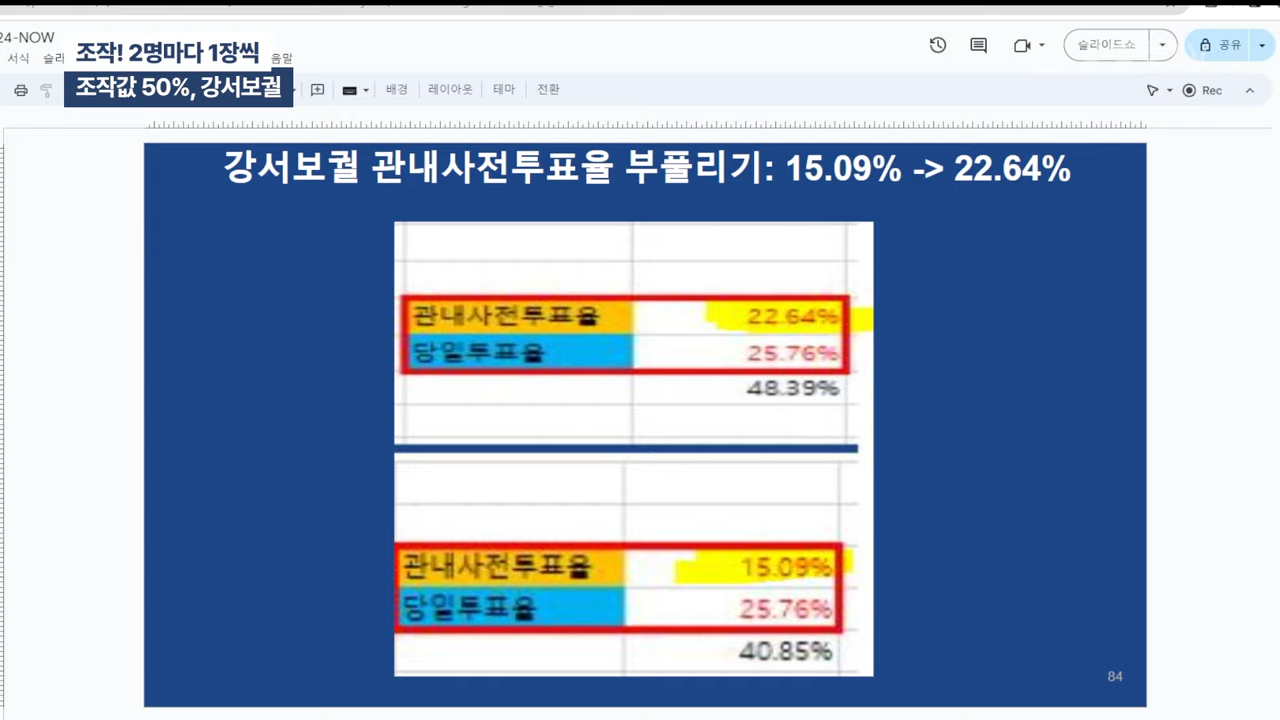 24-NOW
조작! 2명마다 1장씩
서식 슬라 움말
조작값 50%, 강서보궐
슬라이드쇼
공유
배경 레이아웃 테마 전환
Rec
강서보궐 관내사전투표율 부풀리기: 15.09% -> 22.64%
관내사전투표율 22.64%
당일투표율 25.76%
48.39%
관내사전투표율 15.09%
당일투표율 25.76%
40.85%
84